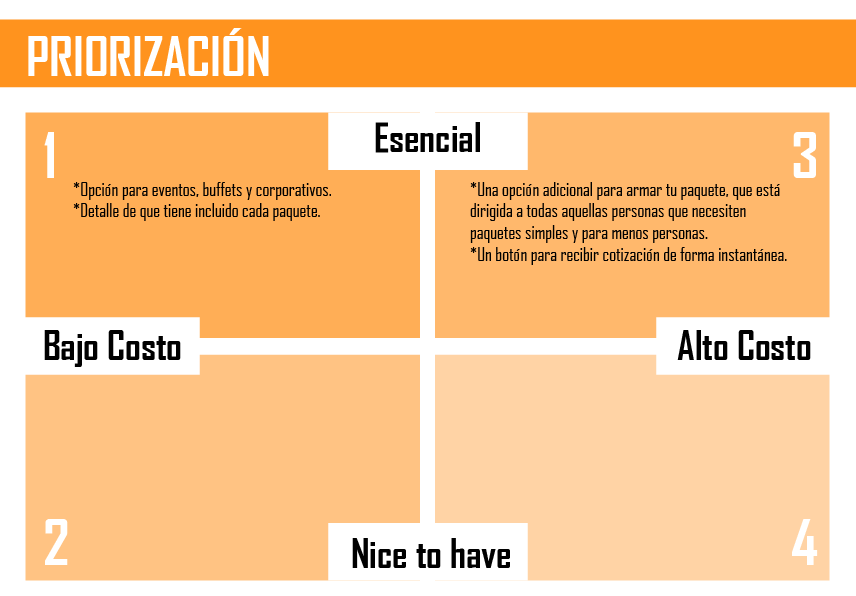 PRIORIZACIÓN
1
Esencial
3
*Opción para eventos, buffets y corporativos.
*Detalle de que tiene incluido cada paquete.
*Una opción adicional para armar tu paquete, que está
dirigida a todas aquellas personas que necesiten
paquetes simples y para menos personas.
*Un botón para recibir cotización de forma instantánea.
Bajo Costo
Alto Costo
2
Nice to have
4